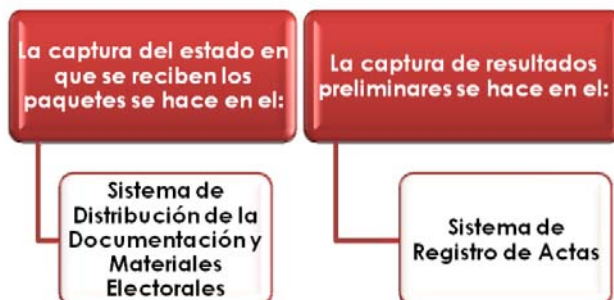 La captura del estado en
que se reciben los
paquetes se hace en el:
Sistema de
Distribución de la
Documentación y
Materiales
Electorales
La captura de resultados
preliminares se hace en el:
Sistema de
Registro de Actas